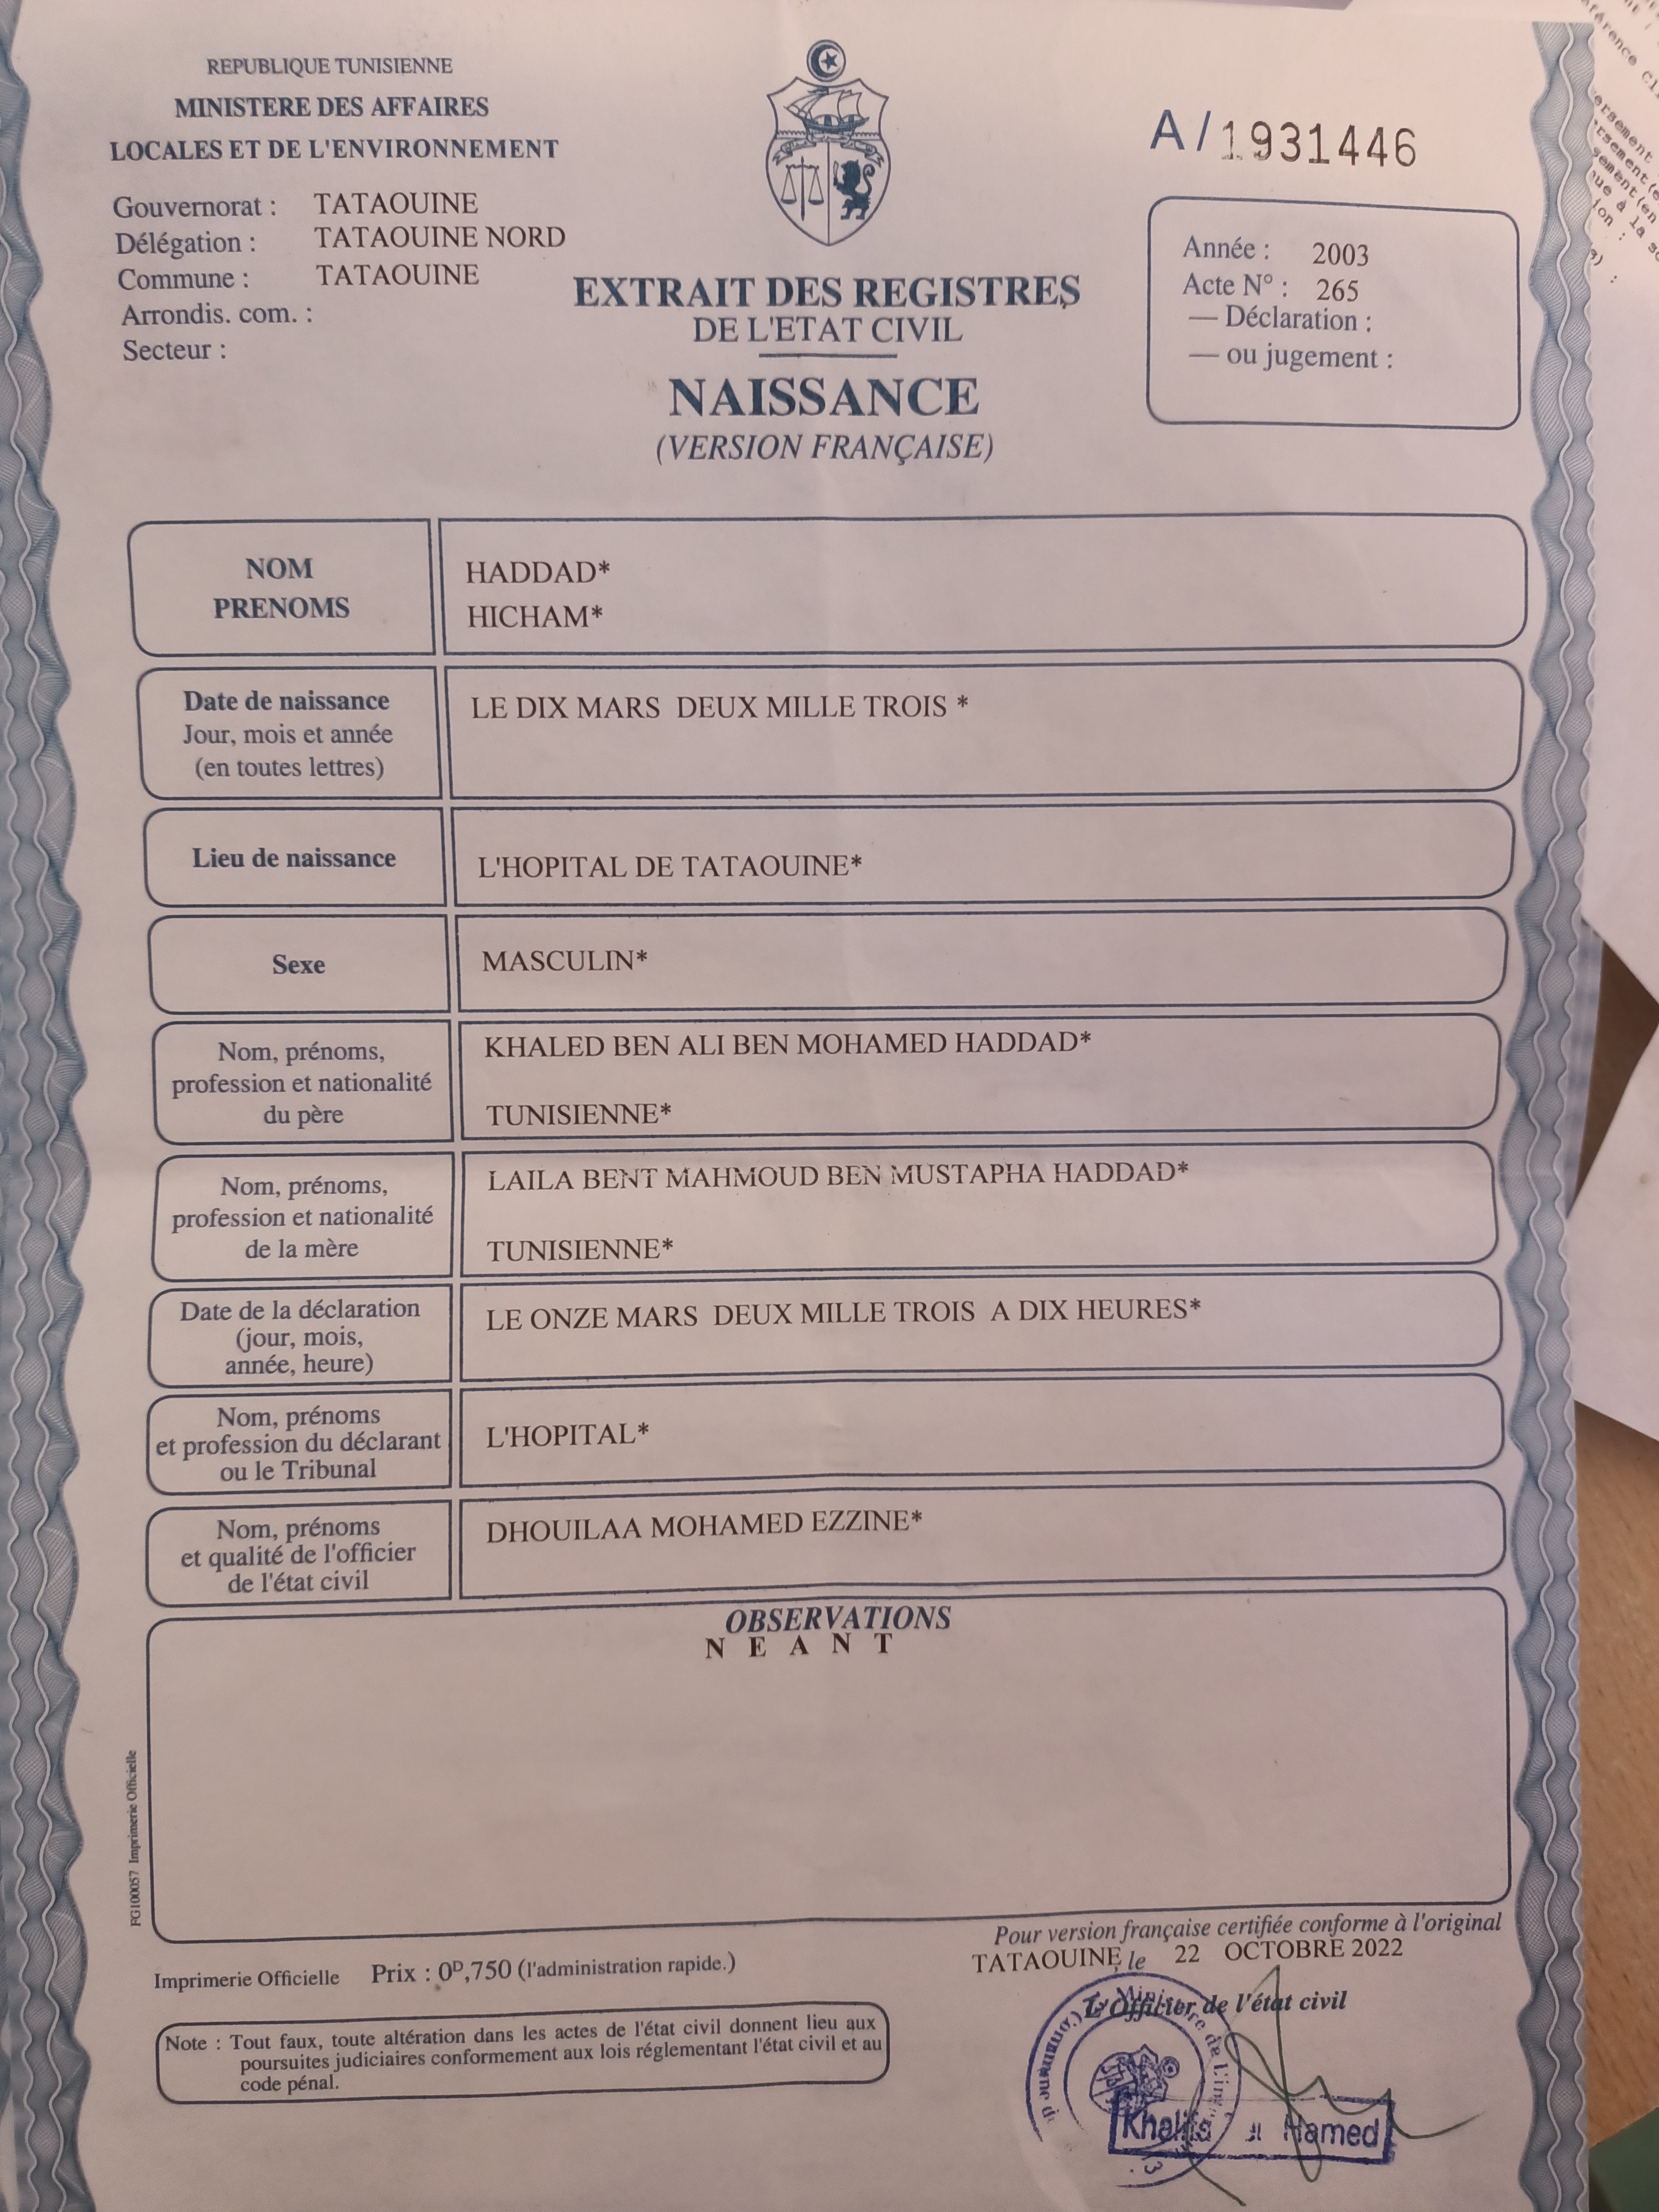 REPUBLIQUE TUNISIENNE
MINISTERE DES AFFAIRES
LOCALES ET DE L'ENVIRONNEMENT
Gouvernorat : TATAOUINE
Délégation : TATAOUINE NORD
Commune : TATAOUINE
Arrondis. com. :
Secteur :
A/1931446
Année : 2003
Acte N° : 265
— Déclaration :
— ou jugement :
EXTRAIT DES REGISTRES
DE L'ETAT CIVIL
NAISSANCE
(VERSION FRANÇAISE)
NOM
PRENOMS
HADDAD*
HICHAM*
Date de naissance
Jour, mois et année
(en toutes lettres)
LE DIX MARS DEUX MILLE TROIS *
Lieu de naissance
L'HOPITAL DE TATAOUINE*
Sexe
MASCULIN*
Nom, prénoms,
profession et nationalité
du père
KHALED BEN ALI BEN MOHAMED HADDAD*
TUNISIENNE*
Nom, prénoms,
profession et nationalité
de la mère
LAILA BENT MAHMOUD BEN MUSTAPHA HADDAD*
TUNISIENNE*
Date de la déclaration
(jour, mois,
année, heure)
LE ONZE MARS DEUX MILLE TROIS A DIX HEURES*
Nom, prénoms
et profession du déclarant
ou le Tribunal
L'HOPITAL*
Nom, prénoms
et qualité de l'officier
de l'état civil
DHOUILAA MOHAMED EZZINE*
OBSERVATIONS
N E A N T
FG100057 Imprimerie Officielle
Pour version française certifiée conforme à l'original
TATAOUINE, le 22 OCTOBRE 2022
L'Officier de l'état civil
Imprimerie Officielle Prix : 0D,750 (l'administration rapide.)
Note : Tout faux, toute altération dans les actes de l'état civil donnent lieu aux
poursuites judiciaires conformement aux lois réglementant l'état civil et au
code pénal.
Ministère de
Hamed